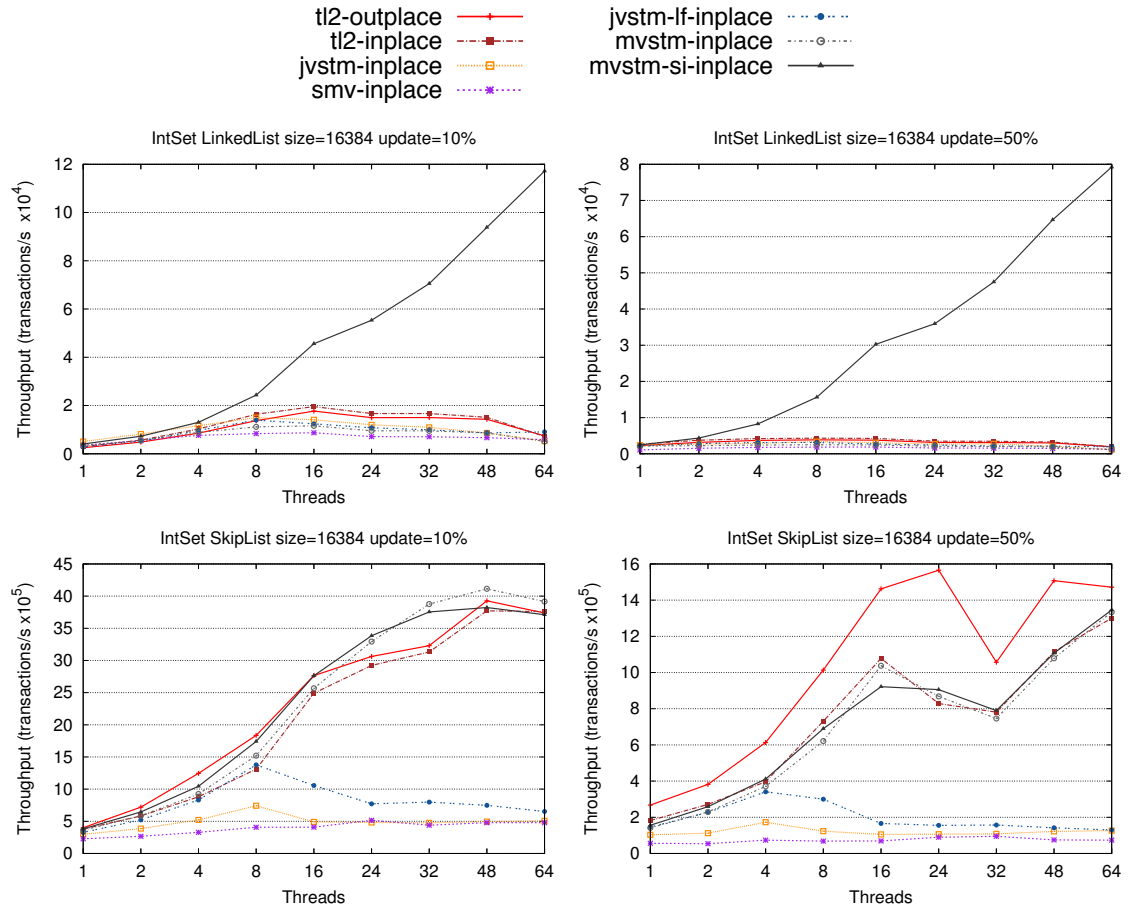 tl2-outplace
tl2-inplace
jvstm-inplace
smv-inplace
jvstm-lf-inplace
mvstm-inplace
mvstm-si-inplace
IntSet LinkedList size=16384 update=10%
Throughput (transactions/s x10^4)
12
10
8
6
4
2
0
1 2 4 8 16 24 32 48 64
Threads
IntSet LinkedList size=16384 update=50%
Throughput (transactions/s x10^4)
8
7
6
5
4
3
2
1
0
1 2 4 8 16 24 32 48 64
Threads
IntSet SkipList size=16384 update=10%
Throughput (transactions/s x10^5)
45
40
35
30
25
20
15
10
5
0
1 2 4 8 16 24 32 48 64
Threads
IntSet SkipList size=16384 update=50%
Throughput (transactions/s x10^5)
16
14
12
10
8
6
4
2
0
1 2 4 8 16 24 32 48 64
Threads